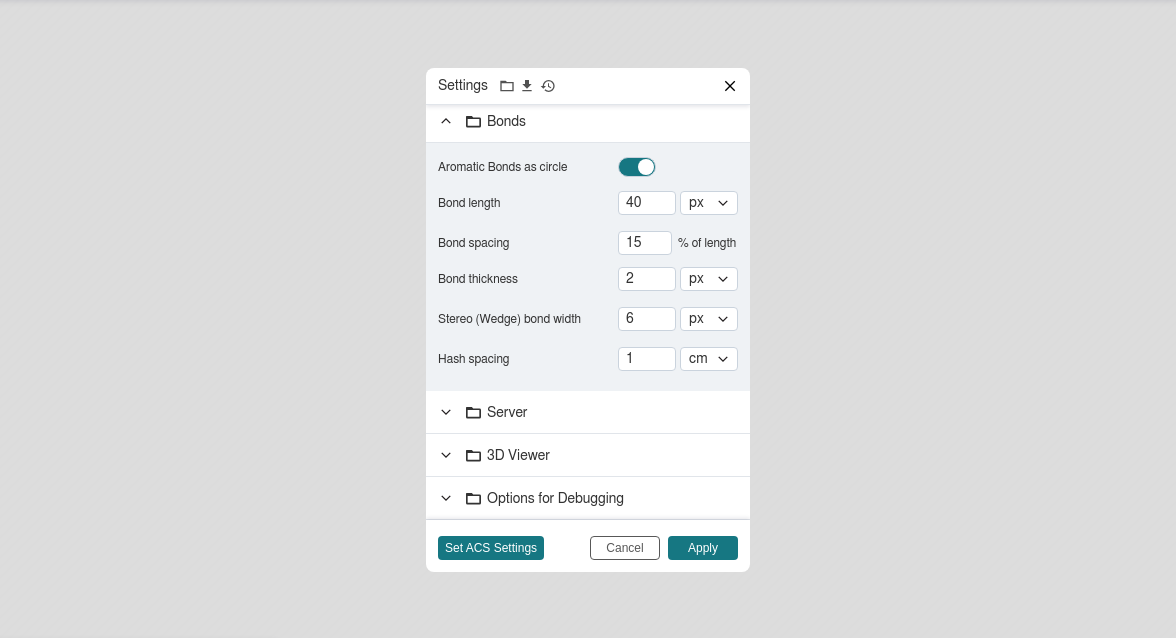 Settings
Bonds
Aromatic Bonds as circle
Bond length 40 px
Bond spacing 15 % of length
Bond thickness 2 px
Stereo (Wedge) bond width 6 px
Hash spacing 1 cm
Server
3D Viewer
Options for Debugging
Set ACS Settings Cancel Apply